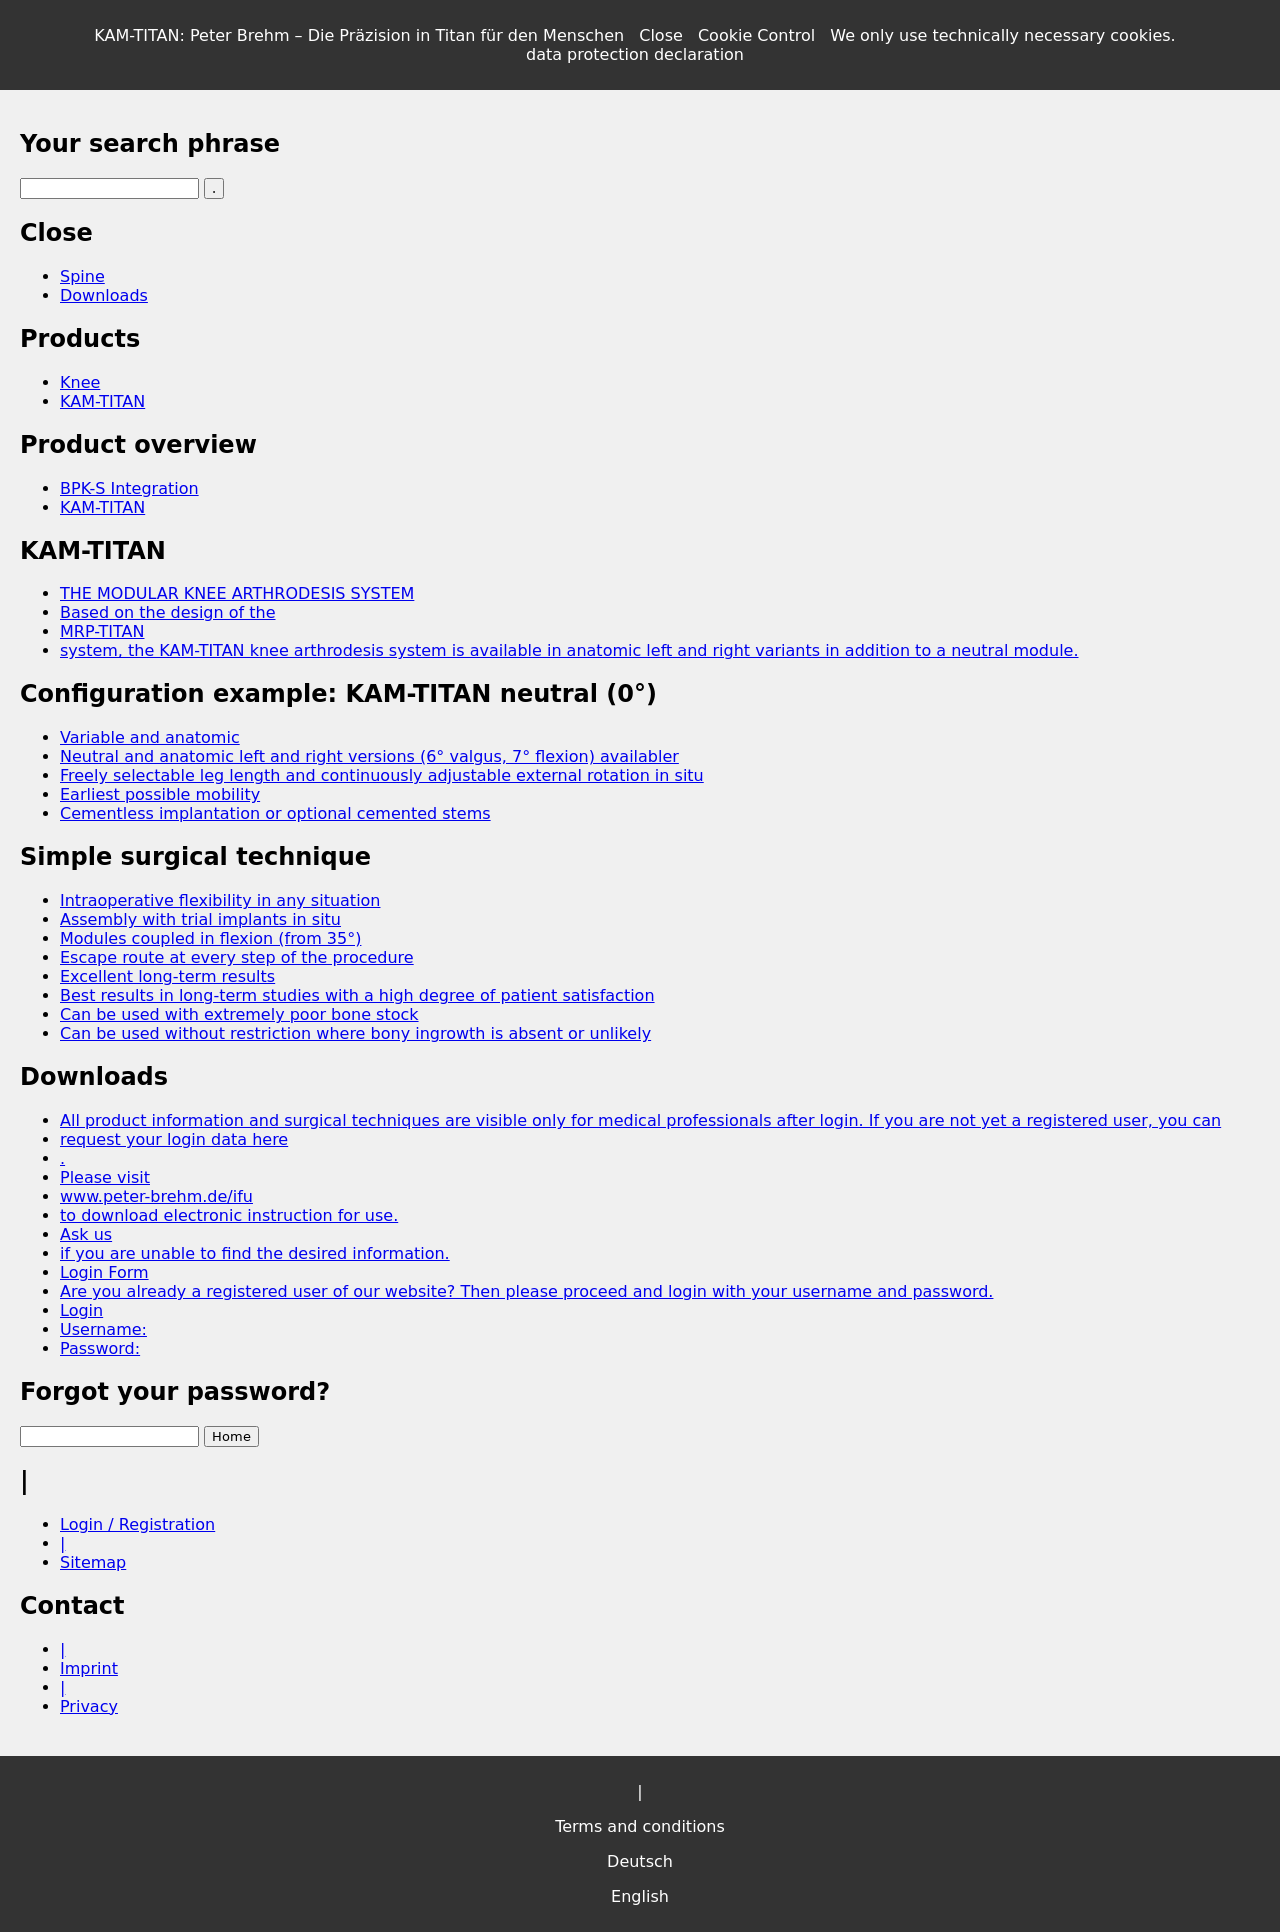 KAM-TITAN: Peter Brehm – Die Präzision in Titan für den Menschen Close Cookie Control We only use technically necessary cookies.
data protection declaration
Your search phrase
.
Close
Spine
Downloads
Products
Knee
KAM-TITAN
Product overview
BPK-S Integration
KAM-TITAN
KAM-TITAN
THE MODULAR KNEE ARTHRODESIS SYSTEM
Based on the design of the
MRP-TITAN
system, the KAM-TITAN knee arthrodesis system is available in anatomic left and right variants in addition to a neutral module.
Configuration example: KAM-TITAN neutral (0°)
Variable and anatomic
Neutral and anatomic left and right versions (6° valgus, 7° flexion) availabler
Freely selectable leg length and continuously adjustable external rotation in situ
Earliest possible mobility
Cementless implantation or optional cemented stems
Simple surgical technique
Intraoperative flexibility in any situation
Assembly with trial implants in situ
Modules coupled in flexion (from 35°)
Escape route at every step of the procedure
Excellent long-term results
Best results in long-term studies with a high degree of patient satisfaction
Can be used with extremely poor bone stock
Can be used without restriction where bony ingrowth is absent or unlikely
Downloads
All product information and surgical techniques are visible only for medical professionals after login. If you are not yet a registered user, you can
request your login data here
.
Please visit
www.peter-brehm.de/ifu
to download electronic instruction for use.
Ask us
if you are unable to find the desired information.
Login Form
Are you already a registered user of our website? Then please proceed and login with your username and password.
Login
Username:
Password:
Forgot your password?
Home
|
Login / Registration
|
Sitemap
Contact
|
Imprint
|
Privacy
|
Terms and conditions
Deutsch
English